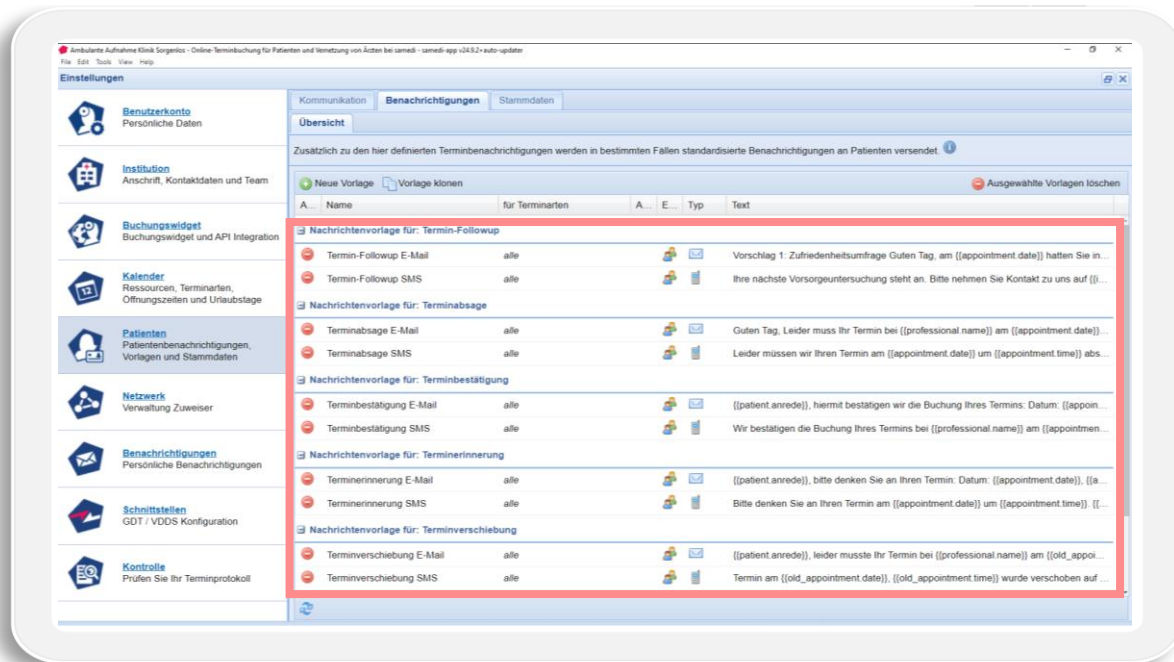 Ambulante Aufnahme Klinik Sorgenlos - Online-Terminbuchung für Patienten und Vernetzung von Ärzten bei samedi - samedi-app v24.9.2+auto-updater
File Edit Tools View Help
Einstellungen
Benutzerkonto
Persönliche Daten
Institution
Anschrift, Kontaktdaten und Team
Buchungswidget
Buchungswidget und API Integration
Kalender
Ressourcen, Terminarten,
Öffnungszeiten und Urlaubstage
Patienten
Patientenbenachrichtigungen,
Vorlagen und Stammdaten
Netzwerk
Verwaltung Zuweiser
Benachrichtigungen
Persönliche Benachrichtigungen
Schnittstellen
GDT / VDDS Konfiguration
Kontrolle
Prüfen Sie Ihr Terminprotokoll
Kommunikation Benachrichtigungen Stammdaten
Übersicht
Zusätzlich zu den hier definierten Terminbenachrichtigungen werden in bestimmten Fällen standardisierte Benachrichtigungen an Patienten versendet.
Neue Vorlage Vorlage klonen Ausgewählte Vorlagen löschen
A... Name für Terminarten A... E... Typ Text
Nachrichtenvorlage für: Termin-Followup
Termin-Followup E-Mail alle Vorschlag 1: Zufriedenheitsumfrage Guten Tag, am {{appointment.date}} hatten Sie in...
Termin-Followup SMS alle Ihre nächste Vorsorgeuntersuchung steht an. Bitte nehmen Sie Kontakt zu uns auf {{i...
Nachrichtenvorlage für: Terminabsage
Terminabsage E-Mail alle Guten Tag, Leider muss Ihr Termin bei {{professional.name}} am {{appointment.date}}...
Terminabsage SMS alle Leider müssen wir Ihren Termin am {{appointment.date}} um {{appointment.time}} abs...
Nachrichtenvorlage für: Terminbestätigung
Terminbestätigung E-Mail alle {{patient.anrede}}, hiermit bestätigen wir die Buchung Ihres Termins: Datum: {{appoin...
Terminbestätigung SMS alle Wir bestätigen die Buchung Ihres Termins bei {{professional.name}} am {{appointmen...
Nachrichtenvorlage für: Terminerinnerung
Terminerinnerung E-Mail alle {{patient.anrede}}, bitte denken Sie an Ihren Termin: Datum: {{appointment.date}}, {{a...
Terminerinnerung SMS alle Bitte denken Sie an Ihren Termin am {{appointment.date}} um {{appointment.time}}. {{...
Nachrichtenvorlage für: Terminverschiebung
Terminverschiebung E-Mail alle {{patient.anrede}}, leider musste Ihr Termin bei {{professional.name}} am {{old_appoi...
Terminverschiebung SMS alle Termin am {{old_appointment.date}}, {{old_appointment.time}} wurde verschoben auf ...